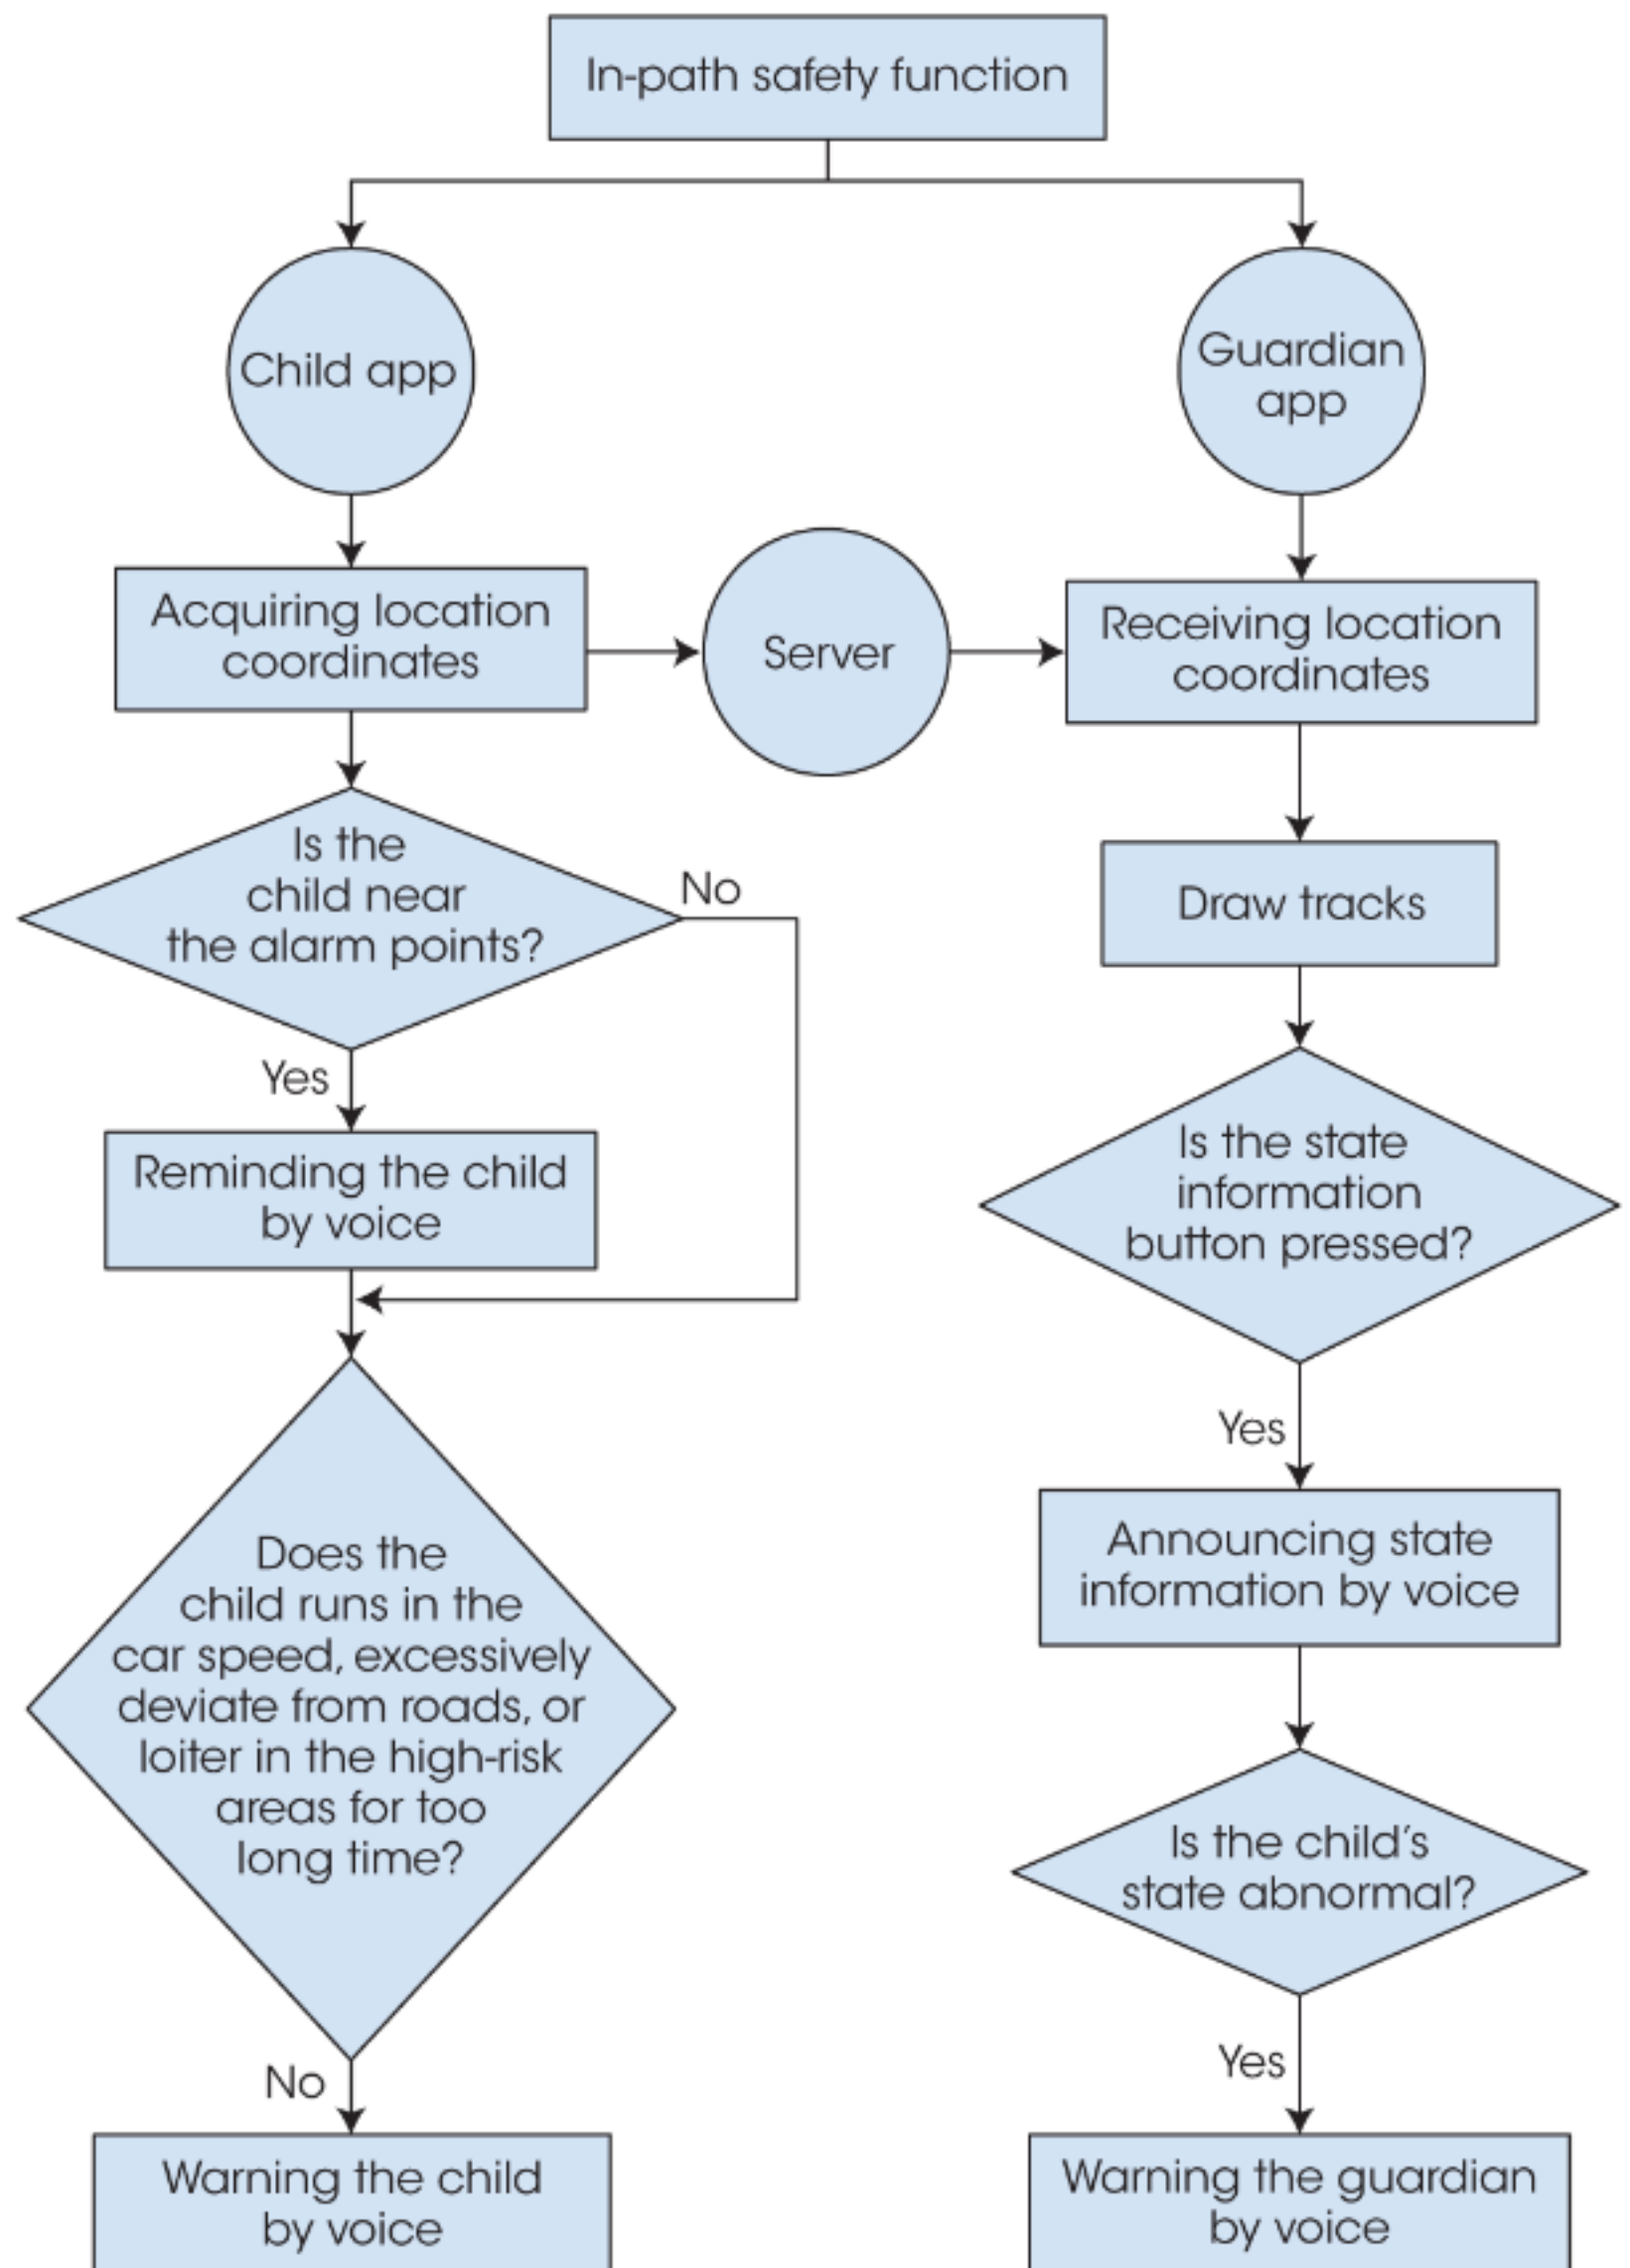 In-path safety function
Child app
Guardian
app
Acquiring location
coordinates
Server
Receiving location
coordinates
Is the
child near
the alarm points?
No
Draw tracks
Yes
Reminding the child
by voice
Is the state
information
button pressed?
Yes
Does the
child runs in the
car speed, excessively
deviate from roads, or
loiter in the high-risk
areas for too
long time?
Announcing state
information by voice
Is the child's
state abnormal?
No
Yes
Warning the child
by voice
Warning the guardian
by voice